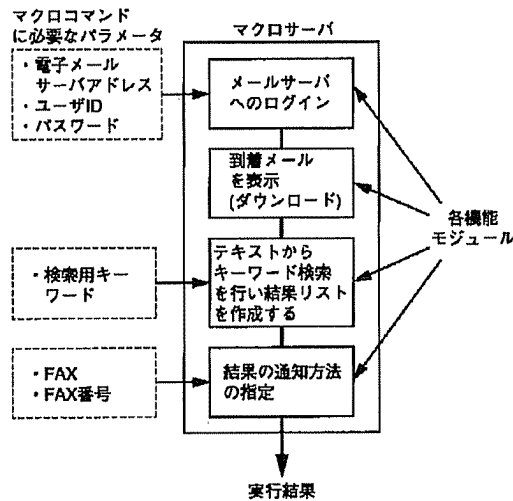 マクロコマンド
に必要なパラメータ
・電子メール
サーバアドレス
・ユーザID
・パスワード
マクロサーバ
メールサーバ
へのログイン
到着メール
を表示
(ダウンロード)
各機能
モジュール
・検索用キー
ワード
テキストから
キーワード検索
を行い結果リスト
を作成する
・FAX
・FAX番号
結果の通知方法
の指定
実行結果